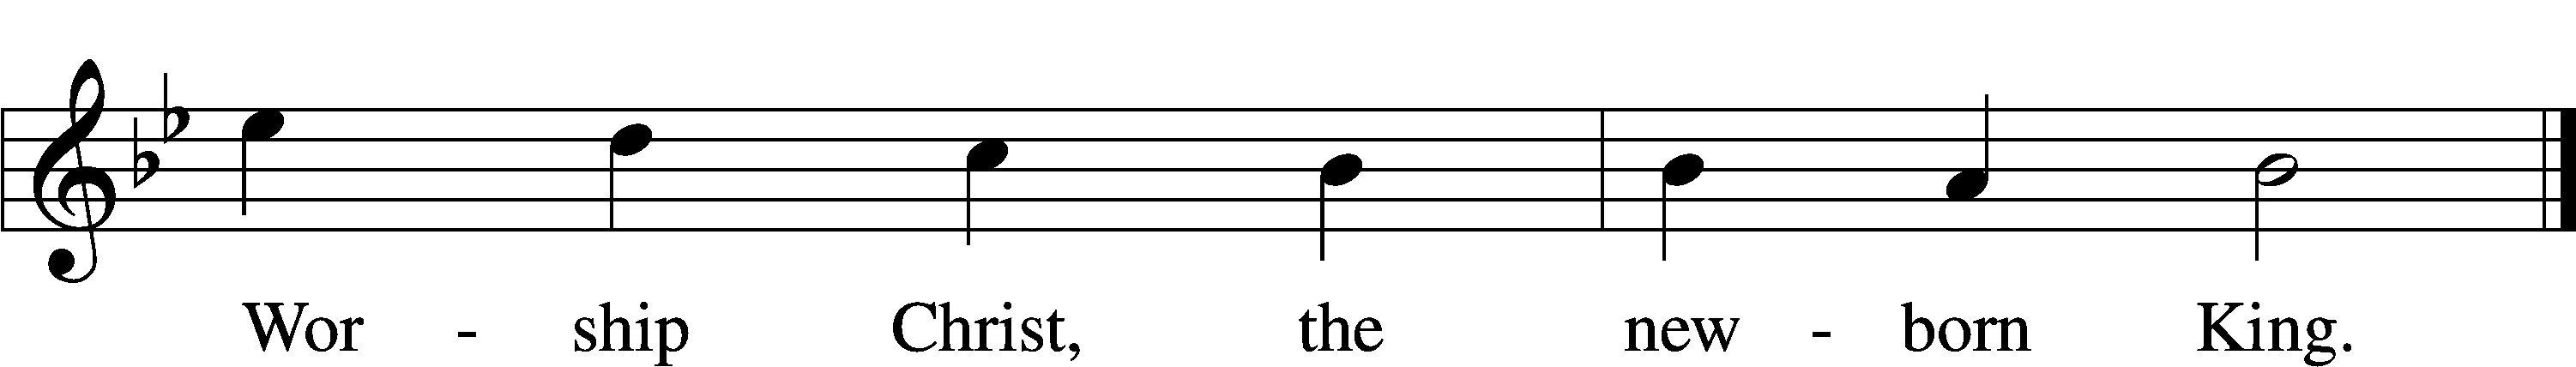 Wor - ship Christ, the new - born King.